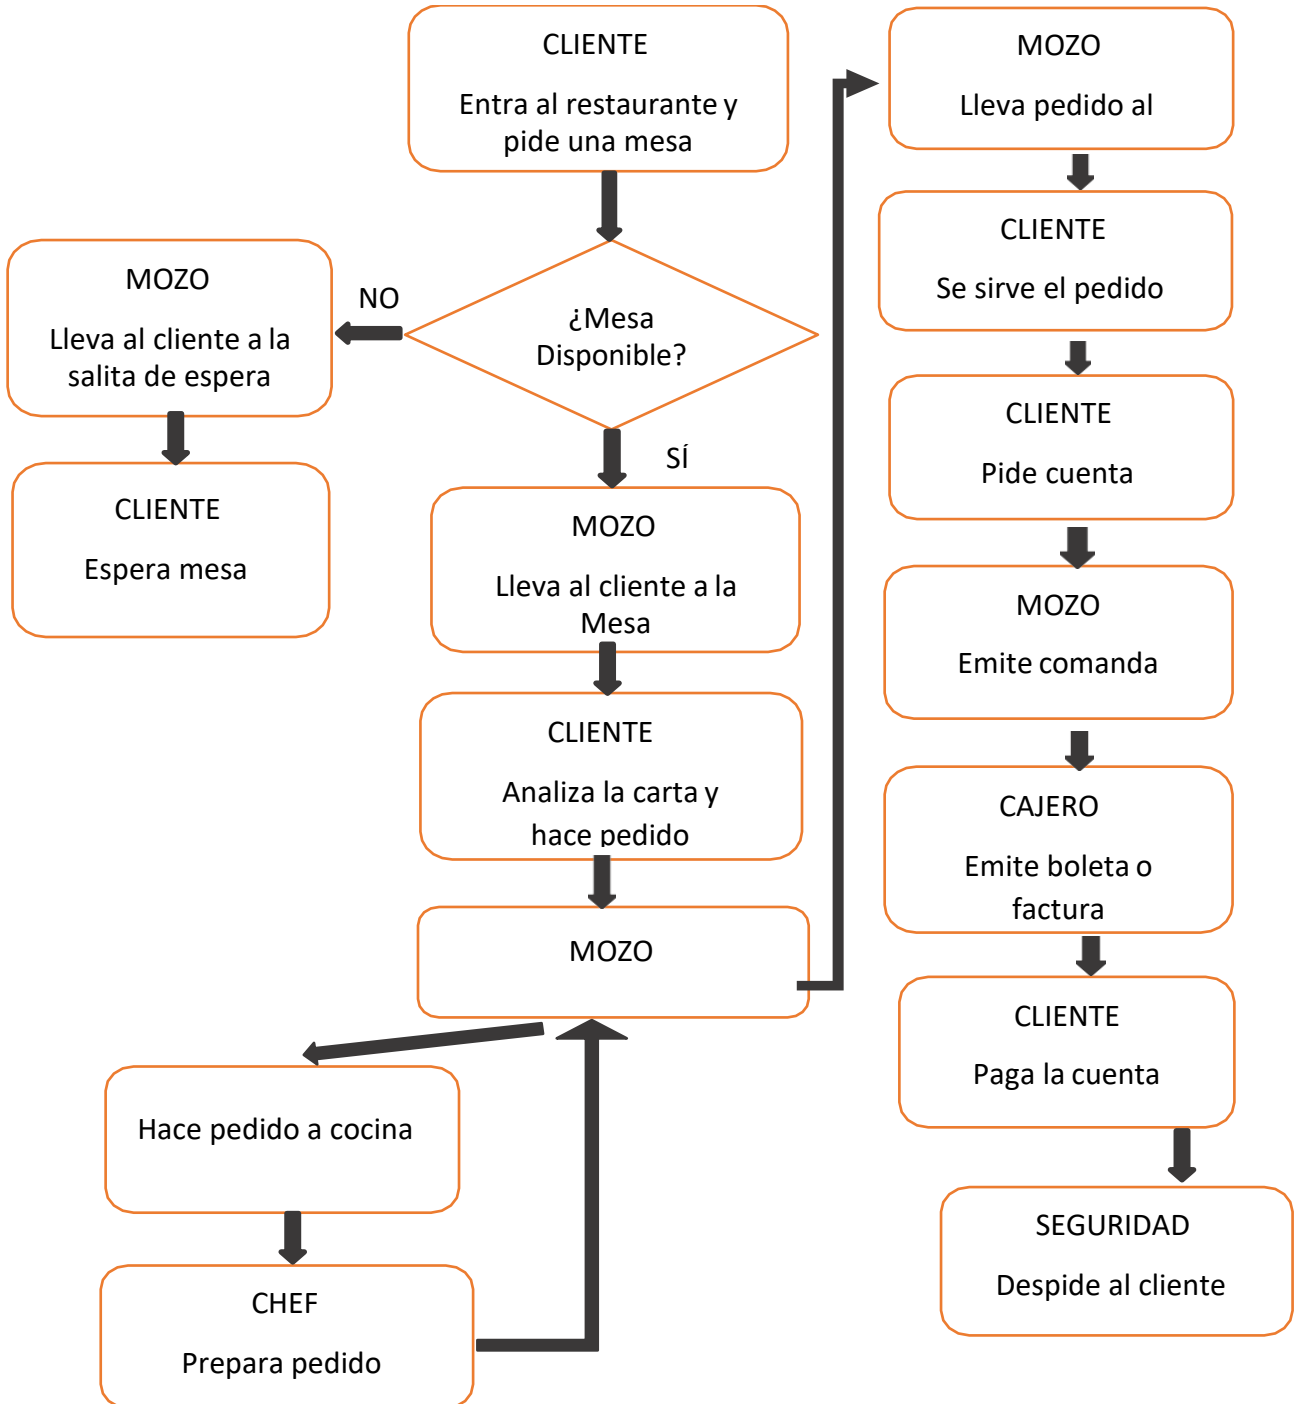 CLIENTE
Entra al restaurante y
pide una mesa
¿Mesa
Disponible?
NO
MOZO
Lleva al cliente a la
salita de espera
CLIENTE
Espera mesa
SÍ
MOZO
Lleva al cliente a la
Mesa
CLIENTE
Analiza la carta y
hace pedido
MOZO
Hace pedido a cocina
CHEF
Prepara pedido
MOZO
Lleva pedido al
CLIENTE
Se sirve el pedido
CLIENTE
Pide cuenta
MOZO
Emite comanda
CAJERO
Emite boleta o
factura
CLIENTE
Paga la cuenta
SEGURIDAD
Despide al cliente